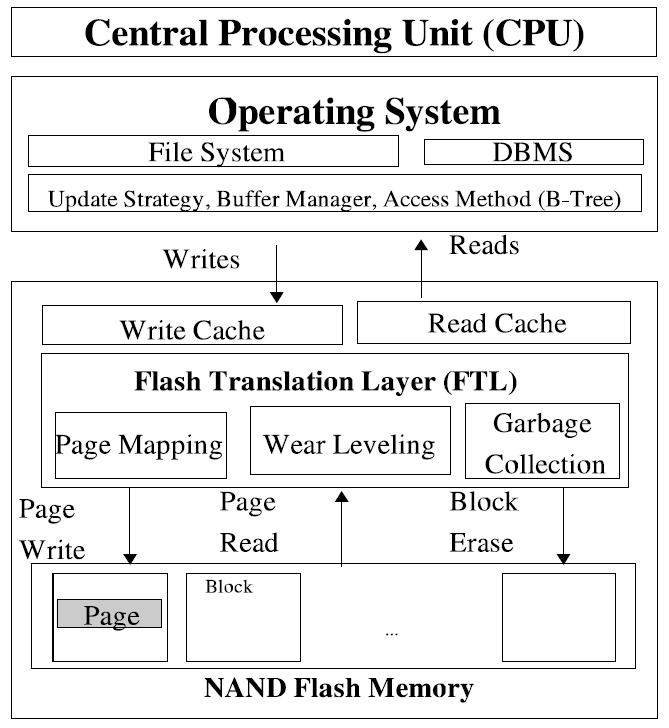 Central Processing Unit (CPU)
Operating System
File System
DBMS
Update Strategy, Buffer Manager, Access Method (B-Tree)
Writes
Reads
Write Cache
Read Cache
Flash Translation Layer (FTL)
Page Mapping
Wear Leveling
Garbage
Collection
Page
Write
Page
Read
Block
Erase
Page
Block
...
NAND Flash Memory